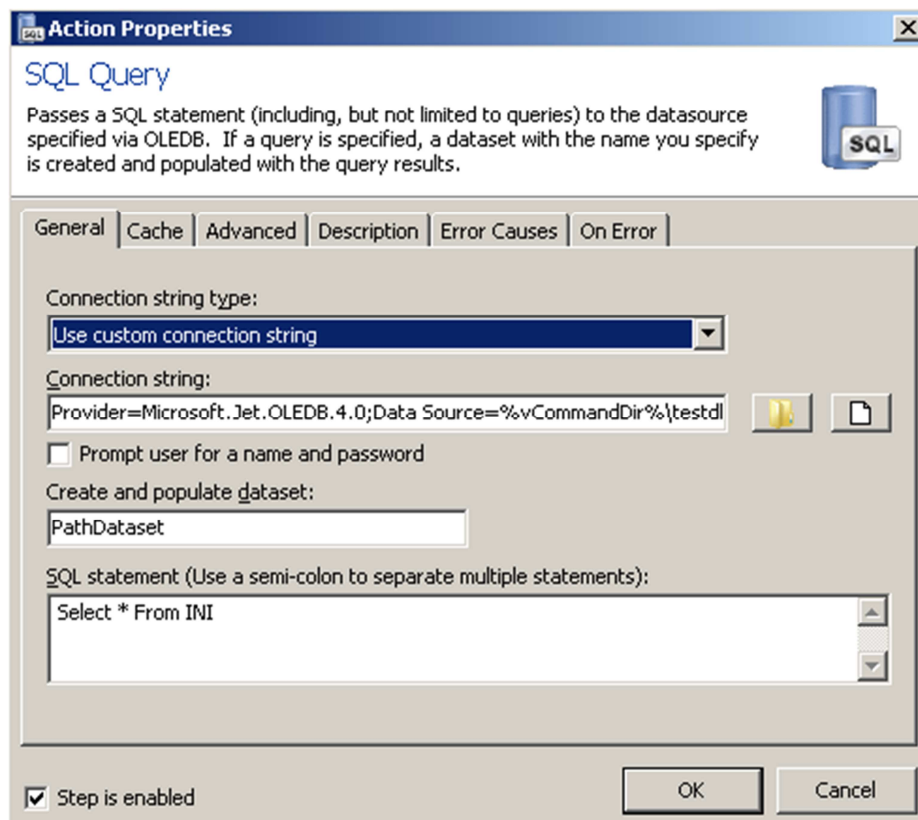 Action Properties
SQL Query
Passes a SQL statement (including, but not limited to queries) to the datasource
specified via OLEDB. If a query is specified, a dataset with the name you specify
is created and populated with the query results.
SQL
General Cache Advanced Description Error Causes On Error
Connection string type:
Use custom connection string
Connection string:
Provider=Microsoft.Jet.OLEDB.4.0;Data Source=%vCommandDir%\testdl
Prompt user for a name and password
Create and populate dataset:
PathDataset
SQL statement (Use a semi-colon to separate multiple statements):
Select * From INI
Step is enabled
OK Cancel